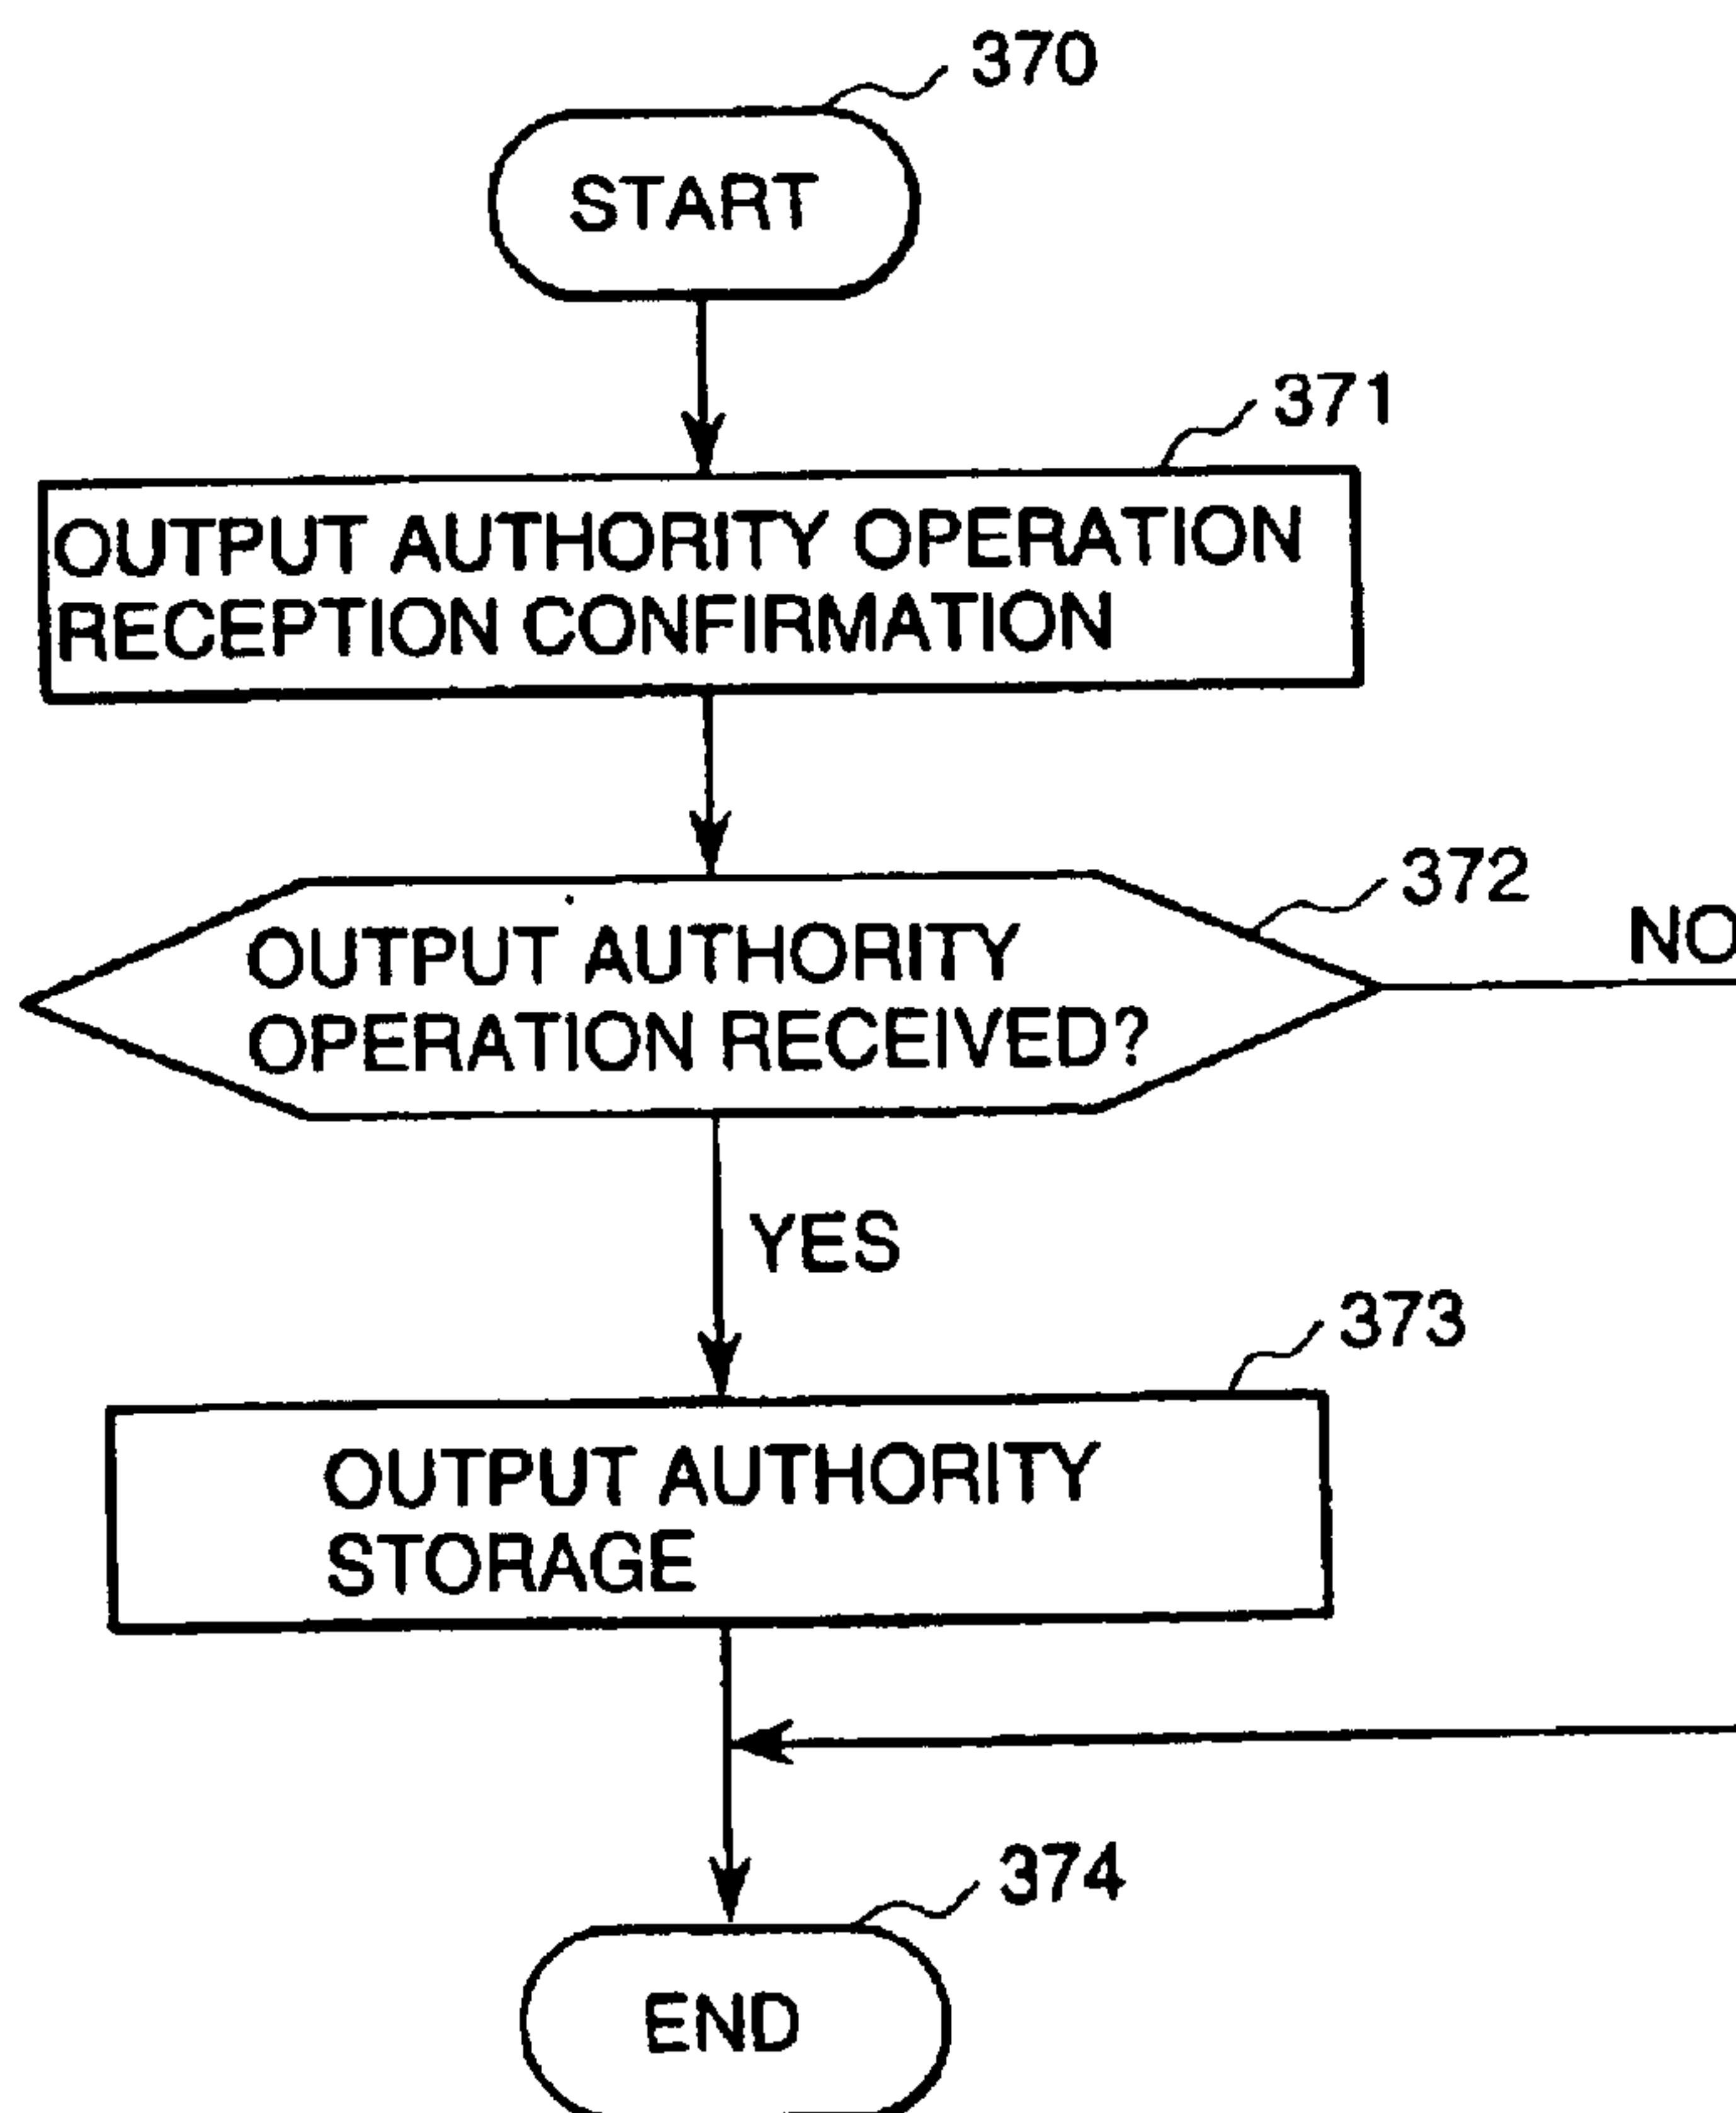 370
START
371
OUTPUT AUTHORITY OPERATION
RECEPTION CONFIRMATION
372
NO
OUTPUT AUTHORITY
OPERATION RECEIVED?
YES
373
OUTPUT AUTHORITY
STORAGE
374
END